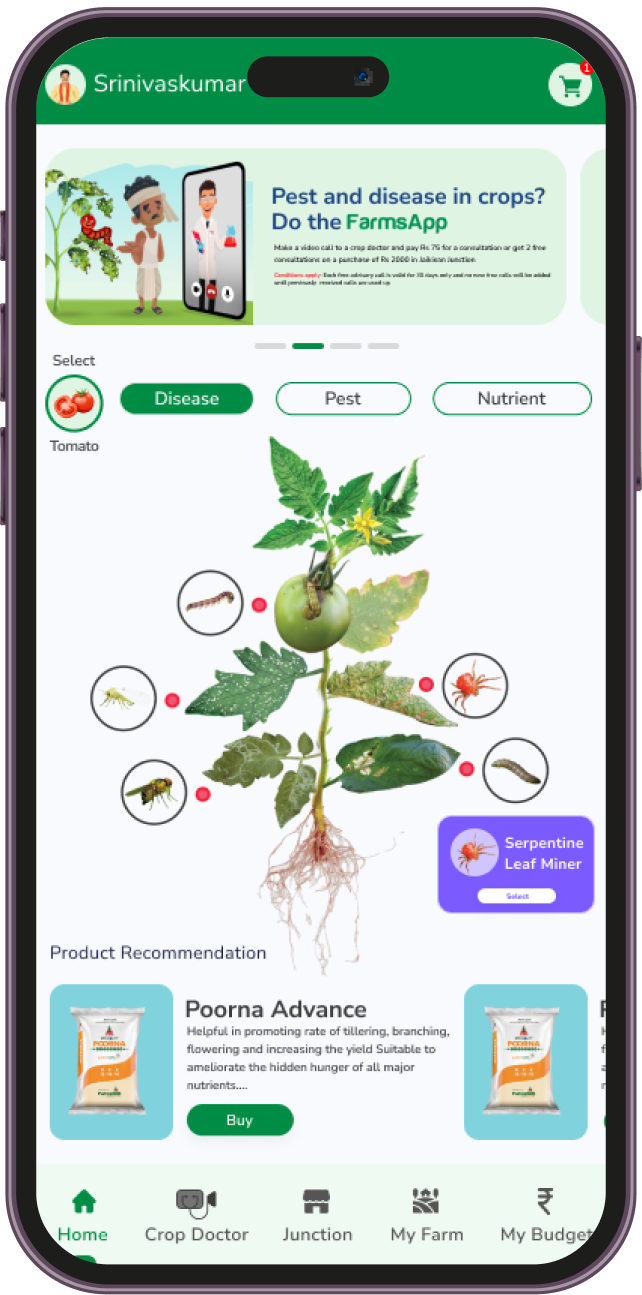 Srinivaskumar
1
Pest and disease in crops?
Do the FarmsApp
Make a video call to a crop doctor and pay Rs 75 for a consultation or get 2 free
consultations on a purchase of Rs 2000 in Jaikisan Junction
Conditions apply: Each free advisory call is valid for 30 days only and no new free calls will be added
until previously received calls are used up
Select
Tomato
Disease
Pest
Nutrient
Serpentine
Leaf Miner
Select
Product Recommendation
POORNA
Poorna Advance
Helpful in promoting rate of tillering, branching,
flowering and increasing the yield Suitable to
ameliorate the hidden hunger of all major
nutrients....
Buy
POORNA
Home
Crop Doctor
Junction
My Farm
My Budget